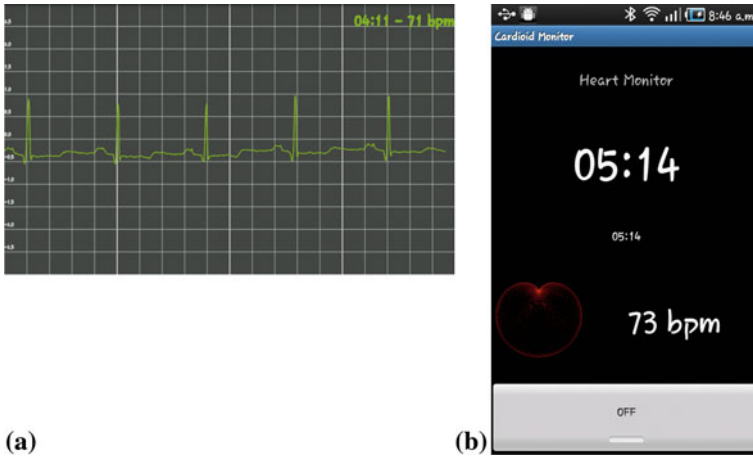 04:11 - 71 bpm
(a)
8:46 a.m
Cardioid Monitor
Heart Monitor
05:14
05:14
73 bpm
OFF
(b)